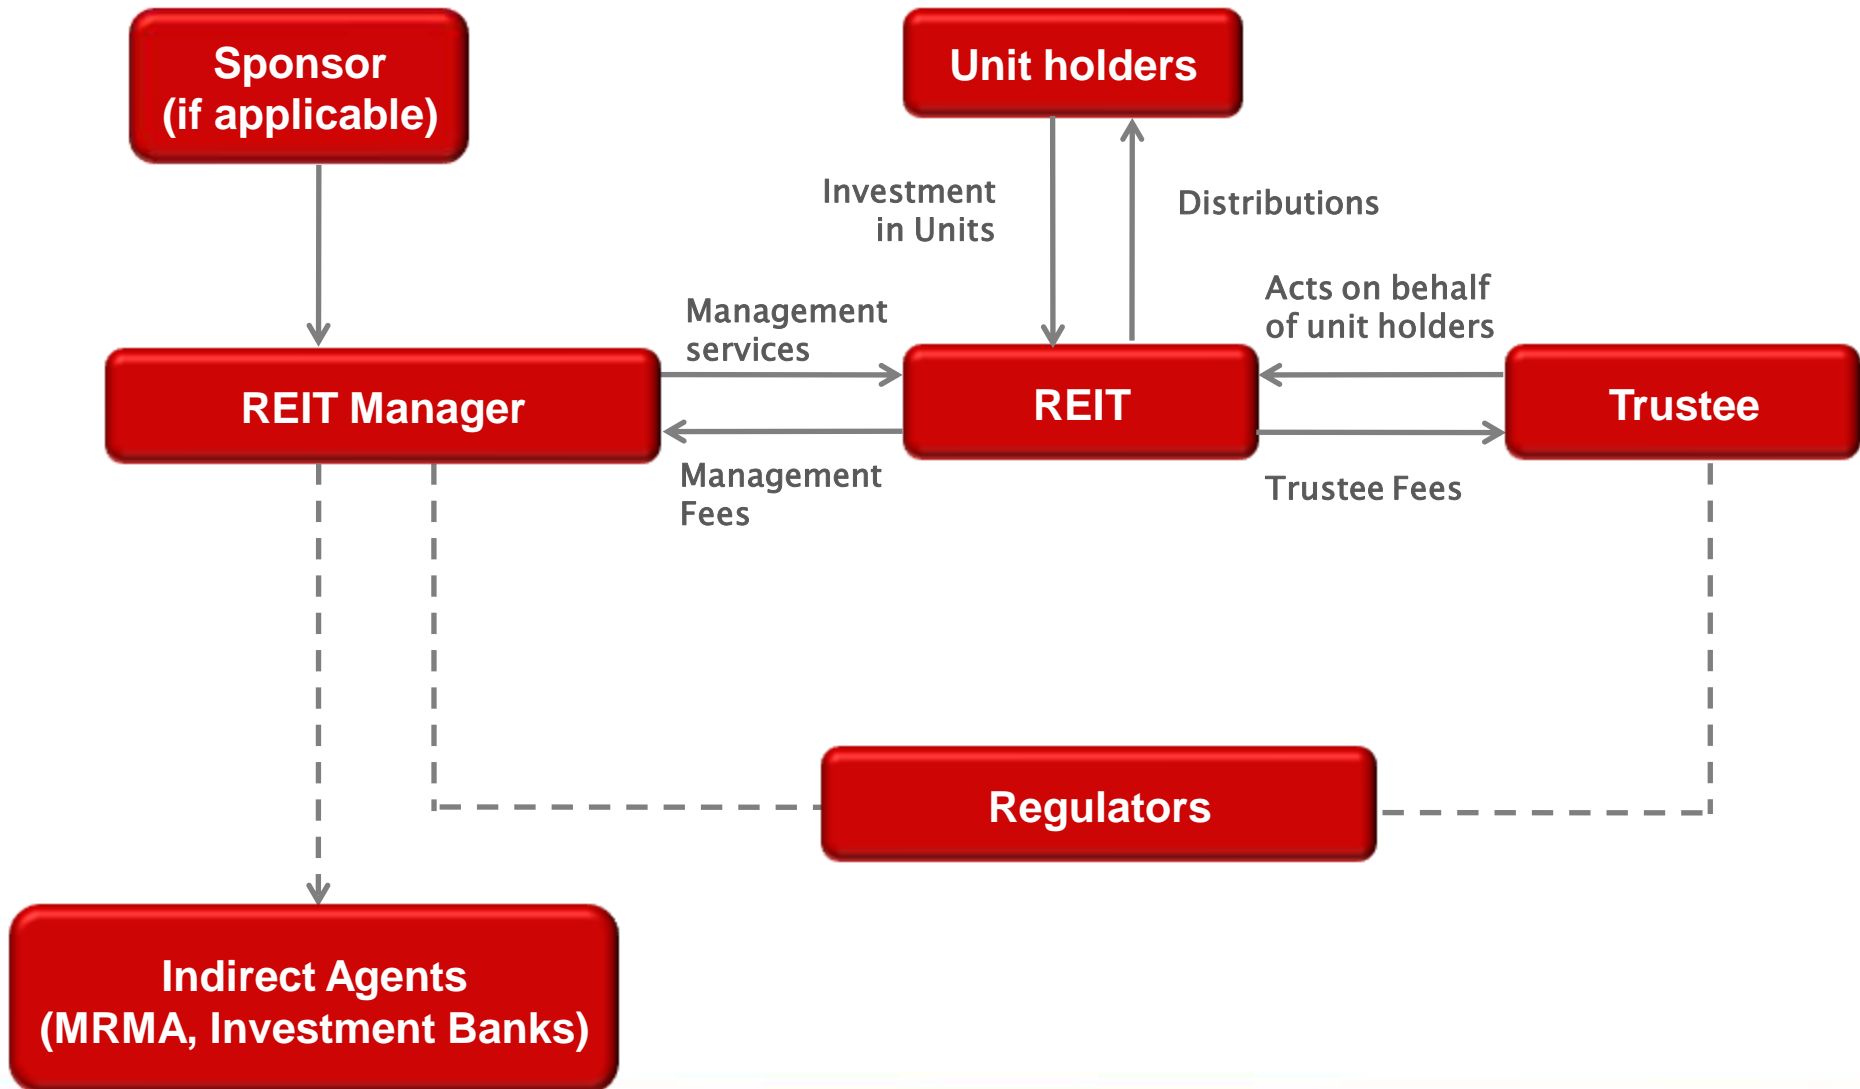 Sponsor
(if applicable)
Unit holders
Investment
in Units
Distributions
Management
services
Acts on behalf
of unit holders
REIT Manager
REIT
Trustee
Management
Fees
Trustee Fees
Regulators
Indirect Agents
(MRMA, Investment Banks)